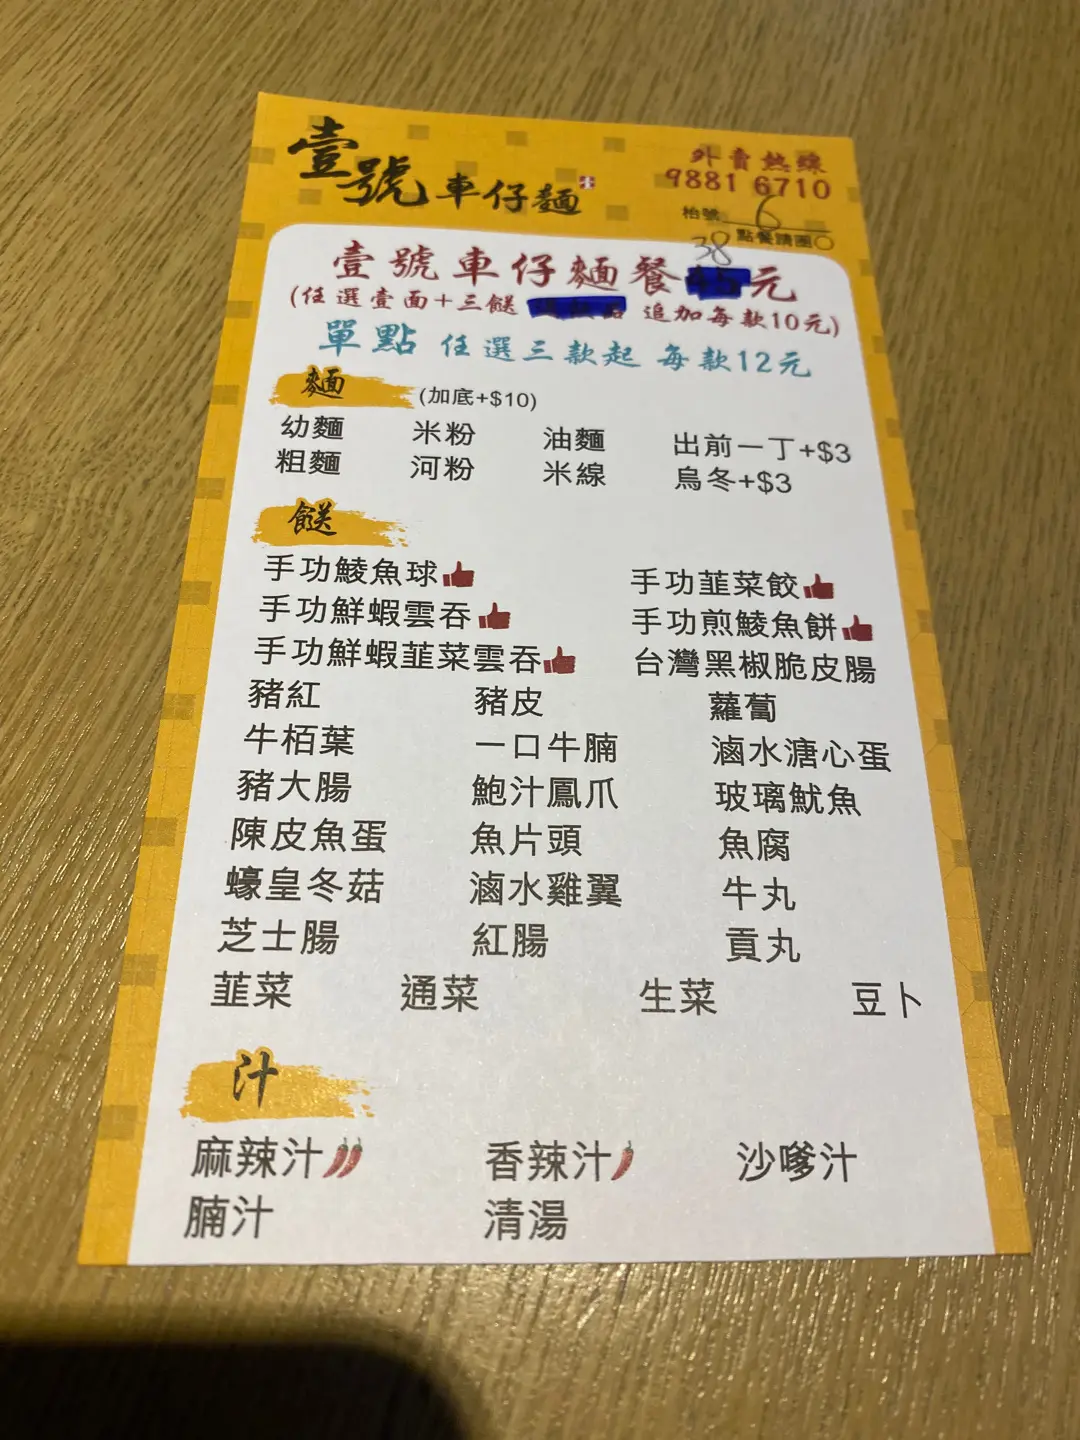 壹號車仔麵
外賣熱線
9881 6710
枱號 6
點餐請圈○
壹號車仔麵餐 38 元
(任選壹面+三餸 追加每款10元)
單點 任選三款起 每款12元
麵 (加底+$10)
幼麵 米粉 油麵 出前一丁+$3
粗麵 河粉 米線 烏冬+$3
餸
手功鯪魚球 手功韮菜餃
手功鮮蝦雲吞 手功煎鯪魚餅
手功鮮蝦韮菜雲吞 台灣黑椒脆皮腸
豬紅 豬皮 蘿蔔
牛栢葉 一口牛腩 滷水溏心蛋
豬大腸 鮑汁鳳爪 玻璃魷魚
陳皮魚蛋 魚片頭 魚腐
蠔皇冬菇 滷水雞翼 牛丸
芝士腸 紅腸 貢丸
韮菜 通菜 生菜 豆卜
汁
麻辣汁 香辣汁 沙嗲汁
腩汁 清湯